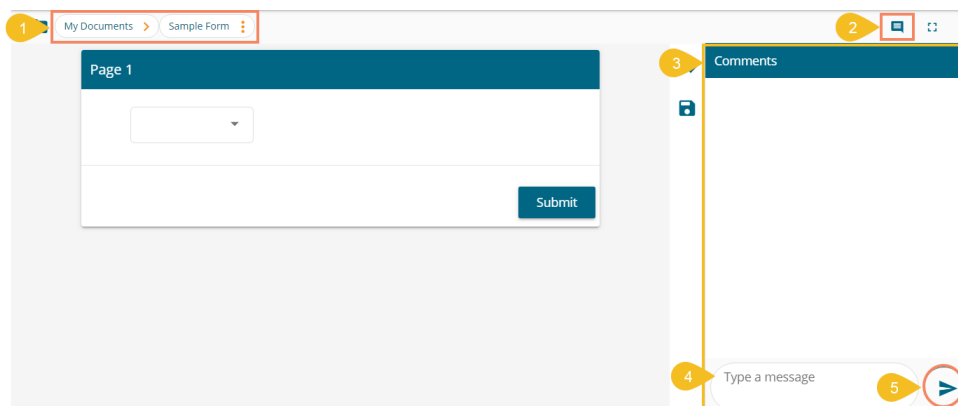 1 My Documents Sample Form 2
Page 1
3 Comments
Submit
4 Type a message 5